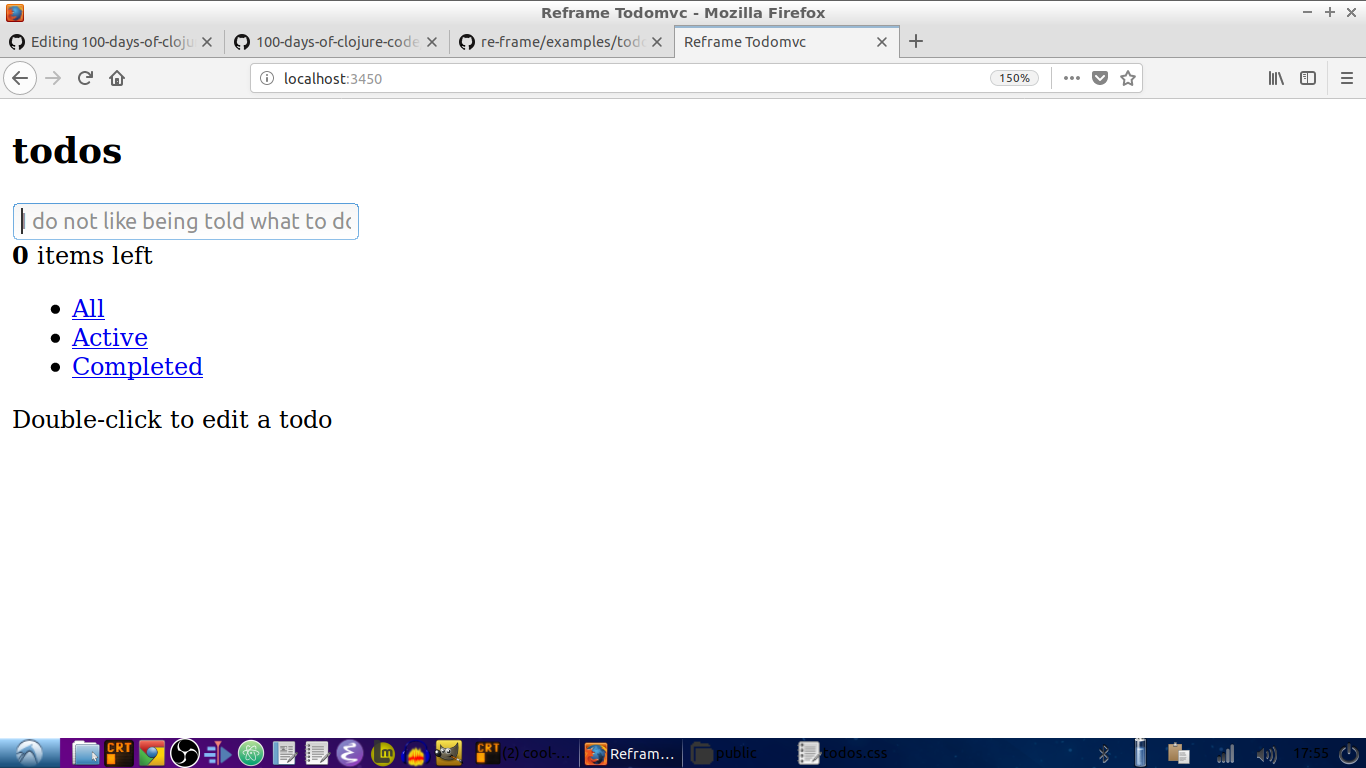 Reframe Todomvc - Mozilla Firefox
Editing 100-days-of-cloju
100-days-of-clojure-code
re-frame/examples/tod
Reframe Todomvc
localhost:3450
150%
todos
I do not like being told what to do
0 items left
All
Active
Completed
Double-click to edit a todo
CRT
CRT
(2) cool-...
Refram...
public
todos.css
17:55